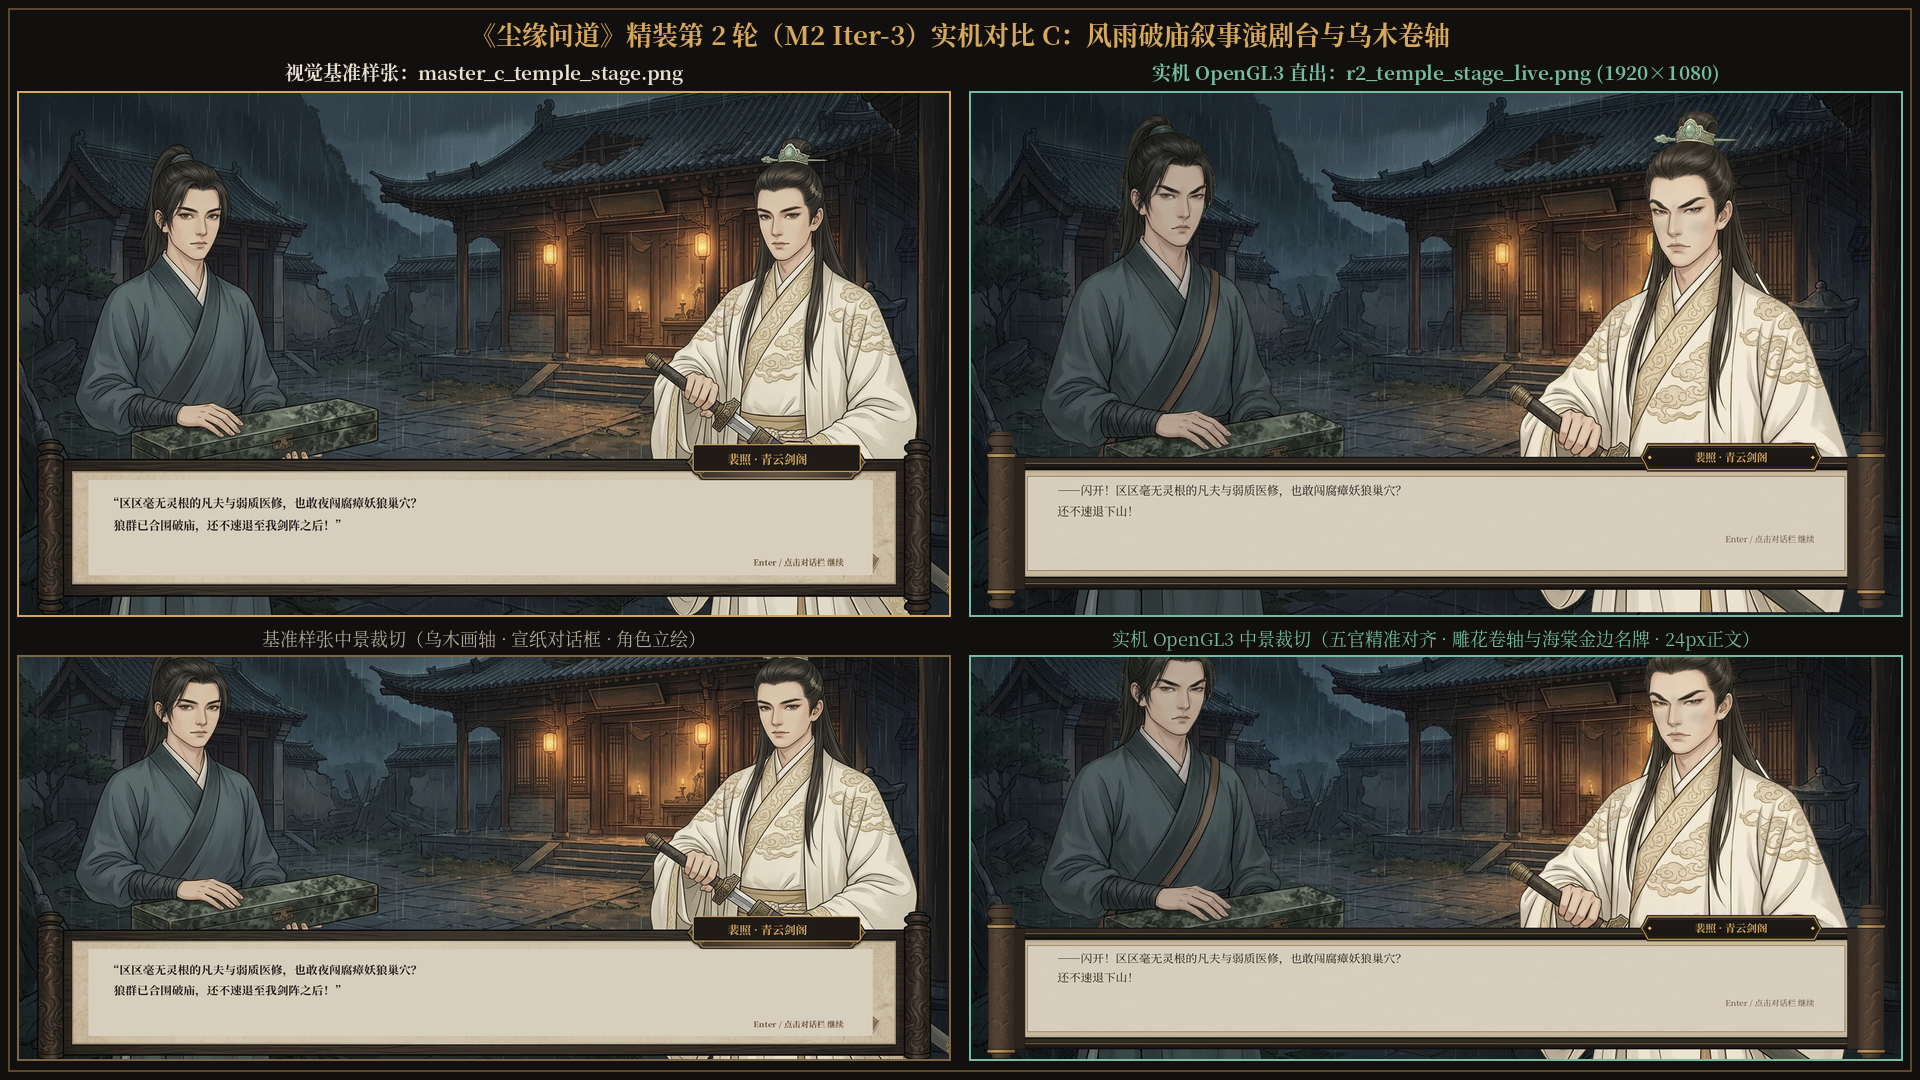 《尘缘问道》精装第 2 轮（M2 Iter-3）实机对比 C：风雨破庙叙事演剧台与乌木卷轴
视觉基准样张：master_c_temple_stage.png
实机 OpenGL3 直出：r2_temple_stage_live.png (1920×1080)
裴照 · 青云剑阁
“区区毫无灵根的凡夫与弱质医修，也敢夜闯腐瘴妖狼巢穴？
狼群已合围破庙，还不速退至我剑阵之后！”
Enter / 点击对话栏 继续
裴照 · 青云剑阁
——闪开！区区毫无灵根的凡夫与弱质医修，也敢闯腐瘴妖狼巢穴？
还不速退下山！
Enter / 点击对话栏 继续
基准样张中景裁切（乌木画轴 · 宣纸对话框 · 角色立绘）
实机 OpenGL3 中景裁切（五官精准对齐 · 雕花卷轴与海棠金边名牌 · 24px正文）
裴照 · 青云剑阁
“区区毫无灵根的凡夫与弱质医修，也敢夜闯腐瘴妖狼巢穴？
狼群已合围破庙，还不速退至我剑阵之后！”
Enter / 点击对话栏 继续
裴照 · 青云剑阁
——闪开！区区毫无灵根的凡夫与弱质医修，也敢闯腐瘴妖狼巢穴？
还不速退下山！
Enter / 点击对话栏 继续